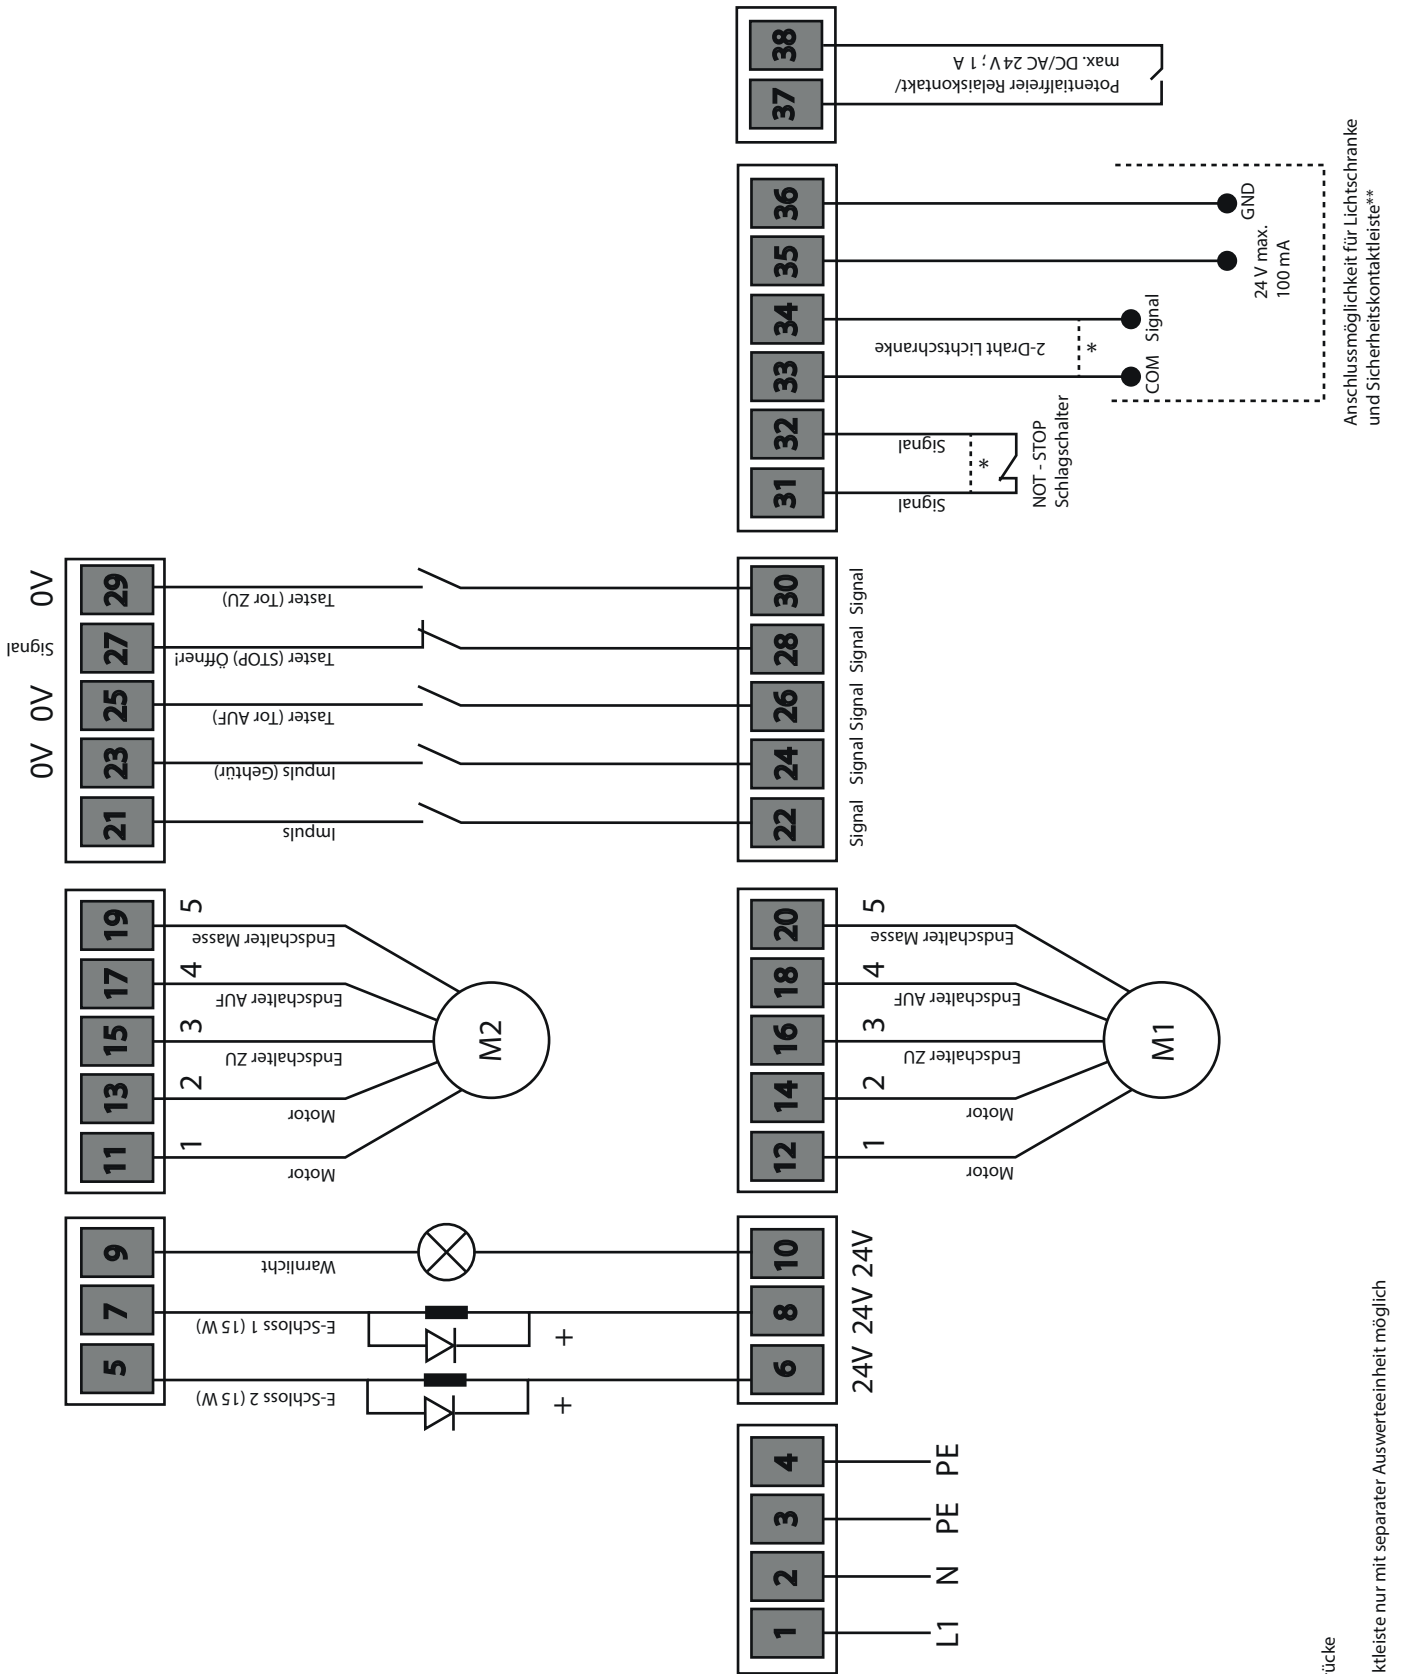 38
37
max. DC/AC 24 V ; 1 A
Potentialfreier Relaiskontakt/
36
35
34
33
32
31
GND
24 V max.
100 mA
Signal
COM
2-Draht Lichtschranke
*
Signal
Signal
*
NOT - STOP
Schlagschalter
Anschlussmöglichkeit für Lichtschranke
und Sicherheitskontaktleiste**
0V
Signal
0V
0V
29
27
25
23
21
Taster (Tor ZU)
Taster (STOP) Öffner!
Taster (Tor AUF)
Impuls (Gehtür)
Impuls
30
28
26
24
22
Signal
Signal
Signal
Signal
Signal
19
17
15
13
11
5
4
3
2
1
Endschalter Masse
Endschalter AUF
Endschalter ZU
Motor
Motor
M2
20
18
16
14
12
5
4
3
2
1
Endschalter Masse
Endschalter AUF
Endschalter ZU
Motor
Motor
M1
9
7
5
Warnlicht
E-Schloss 1 (15 W)
E-Schloss 2 (15 W)
+
+
10
8
6
24V 24V 24V
4
3
2
1
PE
PE
N
L1
ücke
ktleiste nur mit separater Auswerteeinheit möglich